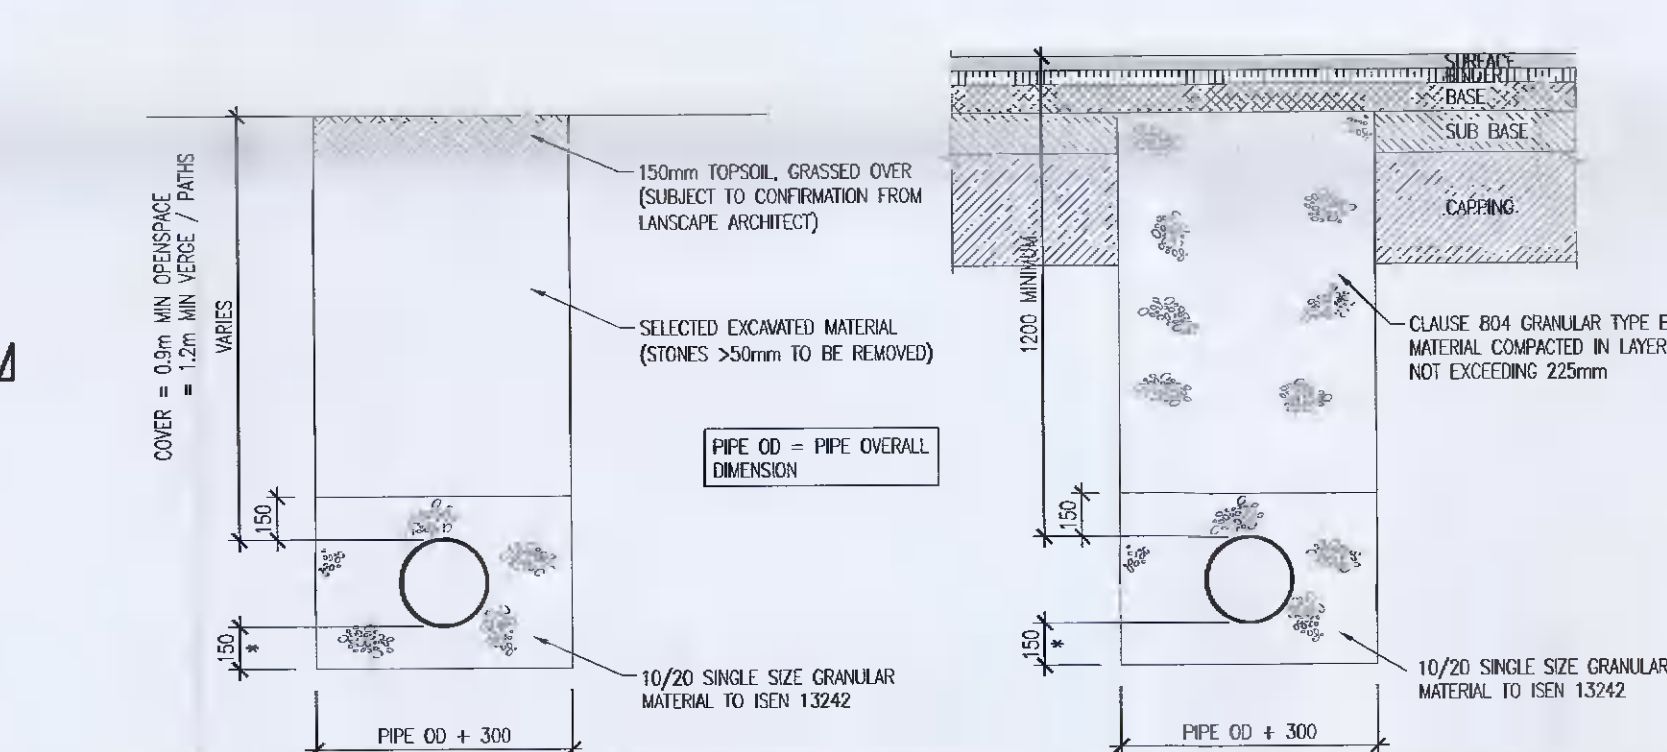 COVER = 0.9m MIN OPENSPACE
= 1.2m MIN VERGE / PATHS
VARIES
150
150
*
150mm TOPSOIL, GRASSED OVER
(SUBJECT TO CONFIRMATION FROM
LANSCAPE ARCHITECT)
SELECTED EXCAVATED MATERIAL
(STONES >50mm TO BE REMOVED)
PIPE OD = PIPE OVERALL
DIMENSION
10/20 SINGLE SIZE GRANULAR
MATERIAL TO ISEN 13242
PIPE OD + 300
SURFACE
BINDER
BASE
SUB BASE
CAPPING
1200 MINIMUM
150
150
*
CLAUSE 804 GRANULAR TYPE E
MATERIAL COMPACTED IN LAYER
NOT EXCEEDING 225mm
10/20 SINGLE SIZE GRANULAR
MATERIAL TO ISEN 13242
PIPE OD + 300